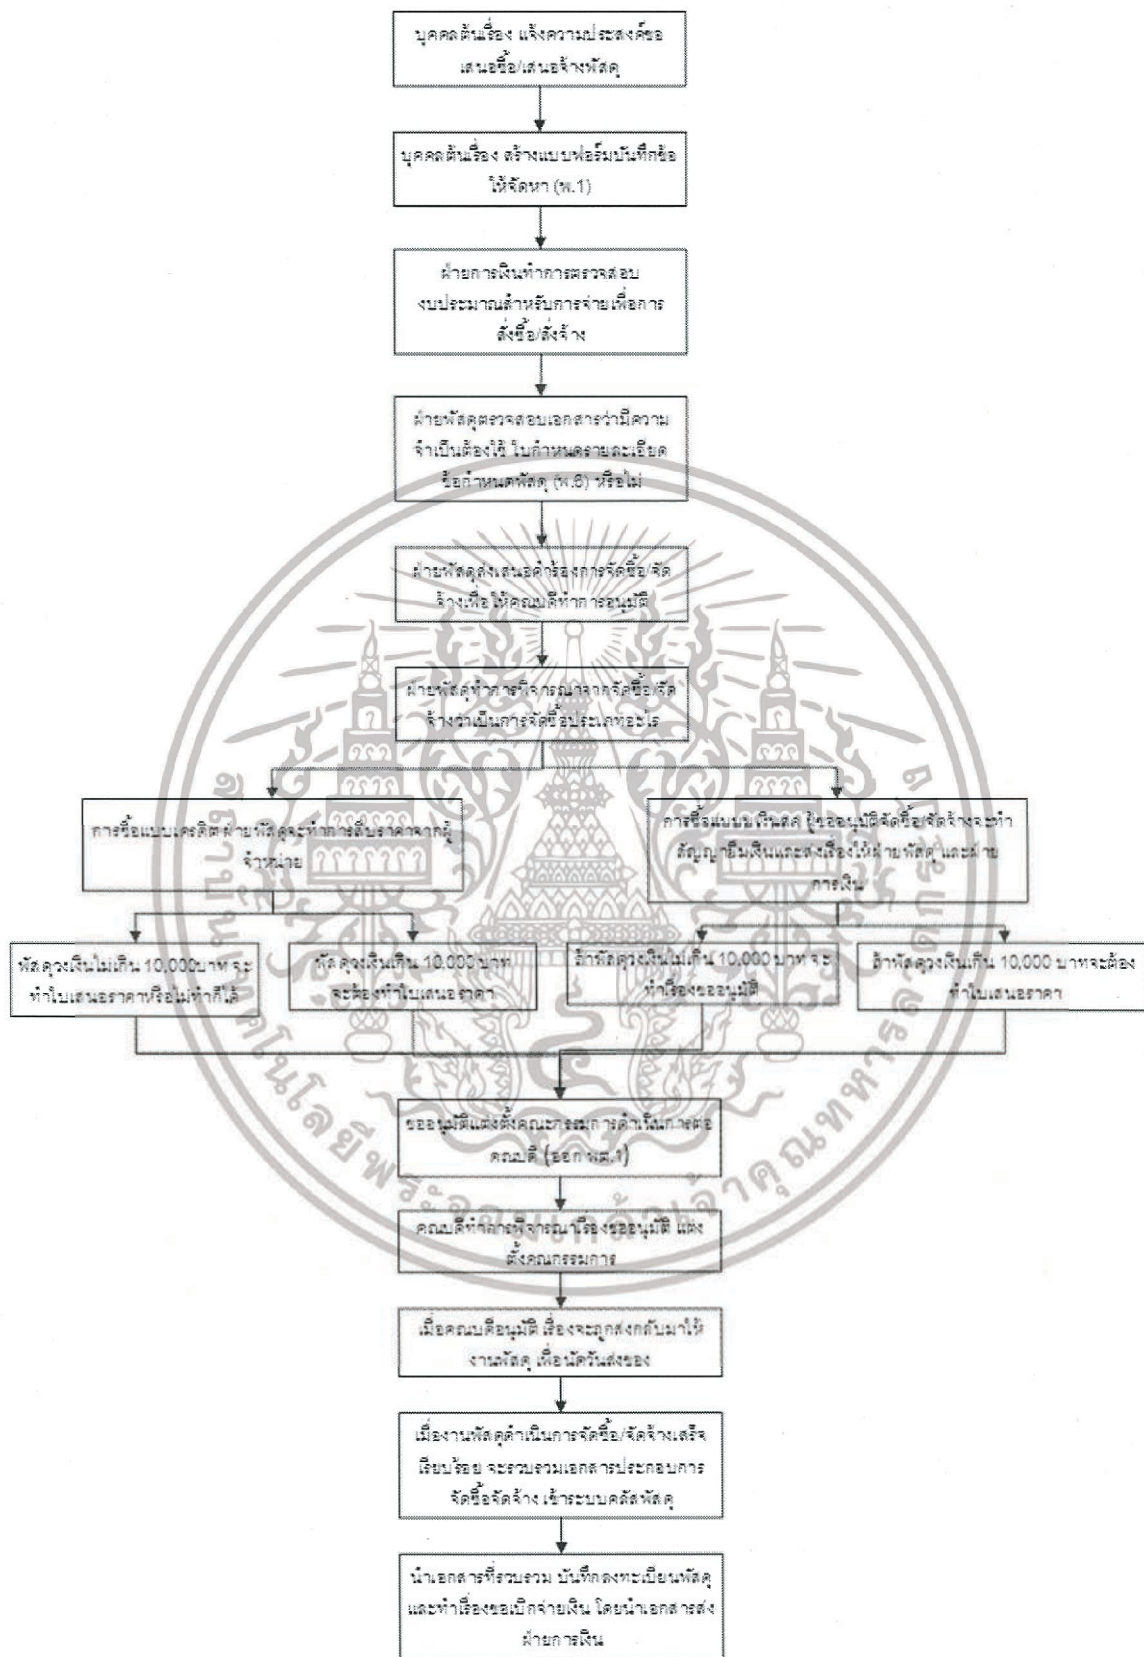 บุคคลต้นเรื่อง แจ้งความประสงค์ขอ
เสนอซื้อ/เสนอจ้างพัสดุ
บุคคลต้นเรื่อง สร้างแบบฟอร์มบันทึกข้อ
ให้จัดหา (พ.1)
ฝ่ายการเงินทำการตรวจสอบ
งบประมาณสำหรับการจ่ายเพื่อการ
สั่งซื้อ/สั่งจ้าง
ฝ่ายพัสดุตรวจสอบเอกสารว่ามีความ
จำเป็นต้องใช้ ใบกำหนดรายละเอียด
ข้อกำหนดพัสดุ (พ.6) หรือไม่
ฝ่ายพัสดุส่งเสนอคำร้องการจัดซื้อ/จัด
จ้างเพื่อให้คณบดีทำการอนุมัติ
ฝ่ายพัสดุทำการพิจารณาจากจัดซื้อ/จัด
จ้างว่าเป็นการจัดซื้อประเภทอะไร
การซื้อแบบเครดิต ฝ่ายพัสดุจะทำการสืบราคาจากผู้
จำหน่าย
การซื้อแบบบเงินสด ผู้ขออนุมัติจัดซื้อ/จัดจ้างจะทำ
สัญญายืมเงินและส่งเรื่องให้ฝ่ายพัสดุ และฝ่าย
การเงิน
พัสดุวงเงินไม่เกิน 10,000บาท จะ
ทำใบเสนอราคาหรือไม่ทำก็ได้
พัสดุวงเงินเกิน 10,000 บาท
จะต้องทำใบเสนอราคา
ถ้าพัสดุวงเงินไม่เกิน 10,000 บาท จะ
ทำเรื่องขออนุมัติ
ถ้าพัสดุวงเงินเกิน 10,000 บาทจะต้อง
ทำใบเสนอราคา
ขออนุมัติแต่งตั้งคณะกรรมการดำเนินการต่อ
คณบดี (ออก พต.1)
คณบดีทำการพิจารณาเรื่องขออนุมัติ แต่ง
ตั้งคณกรรมการ
เมื่อคณบดีอนุมัติ เรื่องจะถูกส่งกลับมาให้
งานพัสดุ เพื่อนัดวันส่งของ
เมื่องานพัสดุดำเนินการจัดซื้อ/จัดจ้างเสร็จ
เรียบร้อย จะรวบรวมเอกสารประกอบการ
จัดซื้อจัดจ้าง เข้าระบบคลัสพัสดุ
นำเอกสารที่รวบรวม บันทึกลงทะเบียนพัสดุ
และทำเรื่องขอเบิกจ่ายเงิน โดยนำเอกสารส่ง
ฝ่ายการเงิน
สถาบันเทคโนโลยีพระจอมเกล้าเจ้าคุณทหารลาดกระบัง